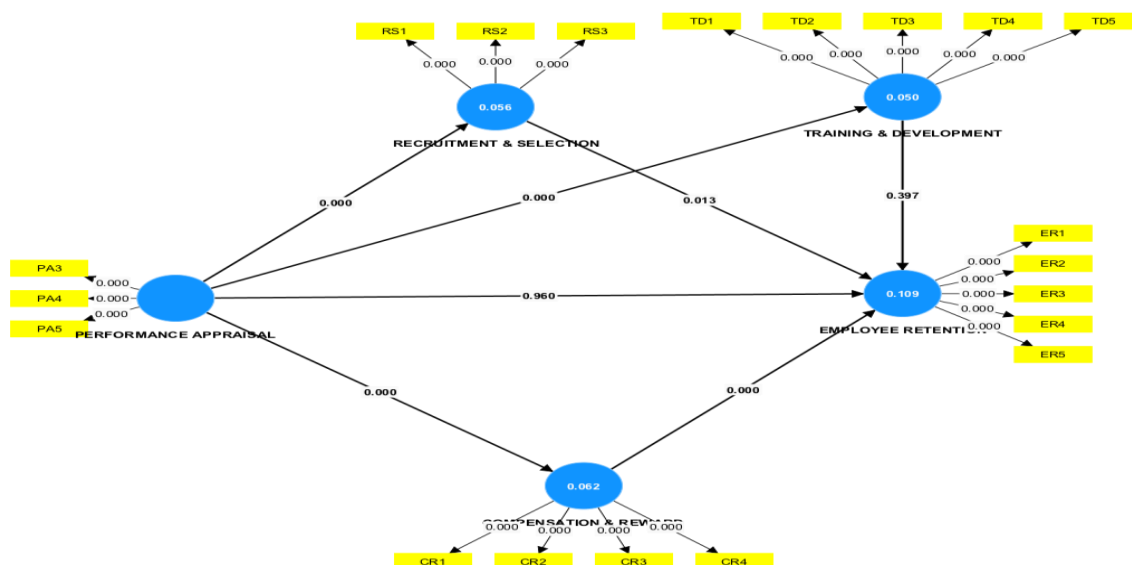 RS1 RS2 RS3
TD1 TD2 TD3 TD4 TD5
0.000 0.000 0.000
0.000 0.000 0.000 0.000 0.000
0.056
0.050
RECRUITMENT & SELECTION
TRAINING & DEVELOPMENT
0.000
0.000
0.013
0.397
PA3
PA4
PA5
0.000
0.000
0.000
PERFORMANCE APPRAISAL
0.960
0.109
EMPLOYEE RETENTION
0.000
0.000
0.000
0.000
0.000
ER1
ER2
ER3
ER4
ER5
0.000
0.000
0.062
COMPENSATION & REWARD
0.000 0.000 0.000 0.000
CR1 CR2 CR3 CR4